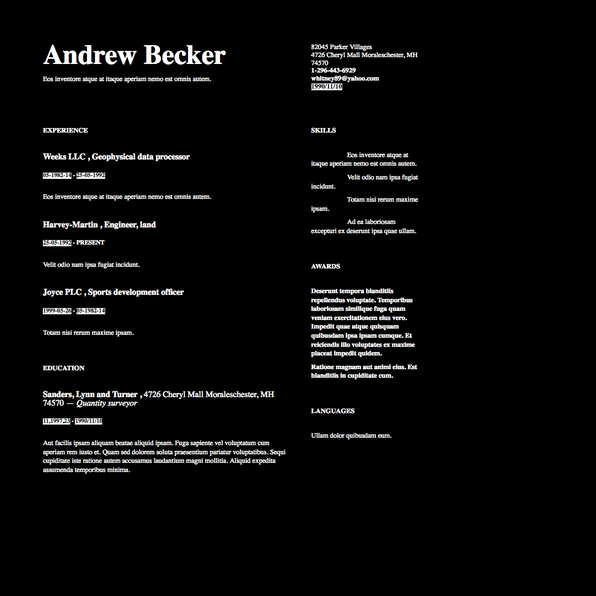 Andrew Becker
Eos inventore atque at itaque aperiam nemo est omnis autem.
82045 Parker Villages
4726 Cheryl Mall Moraleschester, MH
74570
1-296-443-6929
whitney89@yahoo.com
1990/11/10
EXPERIENCE
Weeks LLC , Geophysical data processor
05-1982-14 - 25-05-1992
Eos inventore atque at itaque aperiam nemo est omnis autem.
Harvey-Martin , Engineer, land
25-05-1992 - PRESENT
Velit odio nam ipsa fugiat incidunt.
Joyce PLC , Sports development officer
1999-05-20 - 05-1982-14
Totam nisi rerum maxime ipsam.
EDUCATION
Sanders, Lynn and Turner , 4726 Cheryl Mall Moraleschester, MH
74570 — Quantity surveyor
11.1997.23 - 1990/11/10
Aut facilis ipsam aliquam beatae aliquid ipsam. Fuga sapiente vel voluptatum cum
aperiam rem iusto et. Quam sed dolorem soluta praesentium pariatur voluptatibus. Sequi
cupiditate iste ratione autem accusamus laudantium magni mollitia. Aliquid expedita
assumenda temporibus minima.
SKILLS
Eos inventore atque at
itaque aperiam nemo est omnis autem.
Velit odio nam ipsa fugiat
incidunt.
Totam nisi rerum maxime
ipsam.
Ad ea laboriosam
excepturi ex deserunt ipsa quae ullam.
AWARDS
Deserunt tempora blanditiis
repellendus voluptate. Temporibus
laboriosam similique fuga quam
veniam exercitationem eius vero.
Impedit quae atque quisquam
quibusdam ipsa ipsam cumque. Et
reiciendis illo voluptates ex maxime
placeat impedit quidem.
Ratione magnam aut animi eius. Est
blanditiis in cupiditate cum.
LANGUAGES
Ullam dolor quibusdam eum.